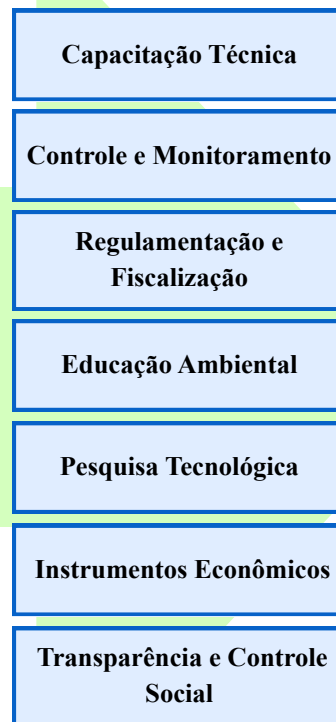 Capacitação Técnica
Controle e Monitoramento
Regulamentação e
Fiscalização
Educação Ambiental
Pesquisa Tecnológica
Instrumentos Econômicos
Transparência e Controle
Social